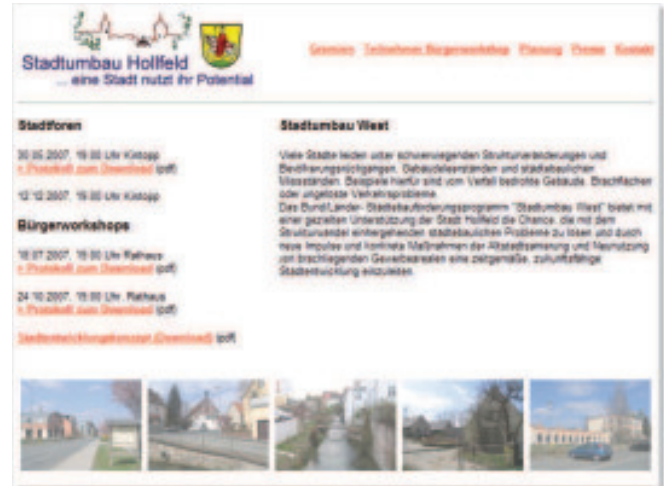 Stadtumbau Hollfeld
... eine Stadt nutzt ihr Potential
Gremien Teilnehmer Bürgerworkshop Planung Presse Kontakt
Stadtforen
30.05.2007, 19:00 Uhr Kintopp
» Protokoll zum Download (pdf)
12.12.2007, 19:00 Uhr Kintopp
Bürgerworkshops
18.07.2007, 19:00 Uhr Rathaus
» Protokoll zum Download (pdf)
24.10.2007, 19:00 Uhr, Rathaus
» Protokoll zum Download (pdf)
Stadtentwicklungskonzept (Download) (pdf)
Stadtumbau West
Viele Städte leiden unter schwerwiegenden Strukturveränderungen und
Bevölkerungsrückgängen, Gebäudeleerständen und städtebaulichen
Missständen. Beispiele hierfür sind vom Verfall bedrohte Gebäude, Brachflächen
oder ungelöste Verkehrsprobleme.
Das Bund/Länder- Städtebauförderungsprogramm "Stadtumbau West" bietet mit
einer gezielten Unterstützung der Stadt Hollfeld die Chance, die mit dem
Strukturwandel einhergehenden städtebaulichen Probleme zu lösen und durch
neue Impulse und konkrete Maßnahmen der Altstadtsanierung und Neunutzung
von brachliegenden Gewerbearealen eine zeitgemäße, zukunftsfähige
Stadtentwicklung einzuleiten.